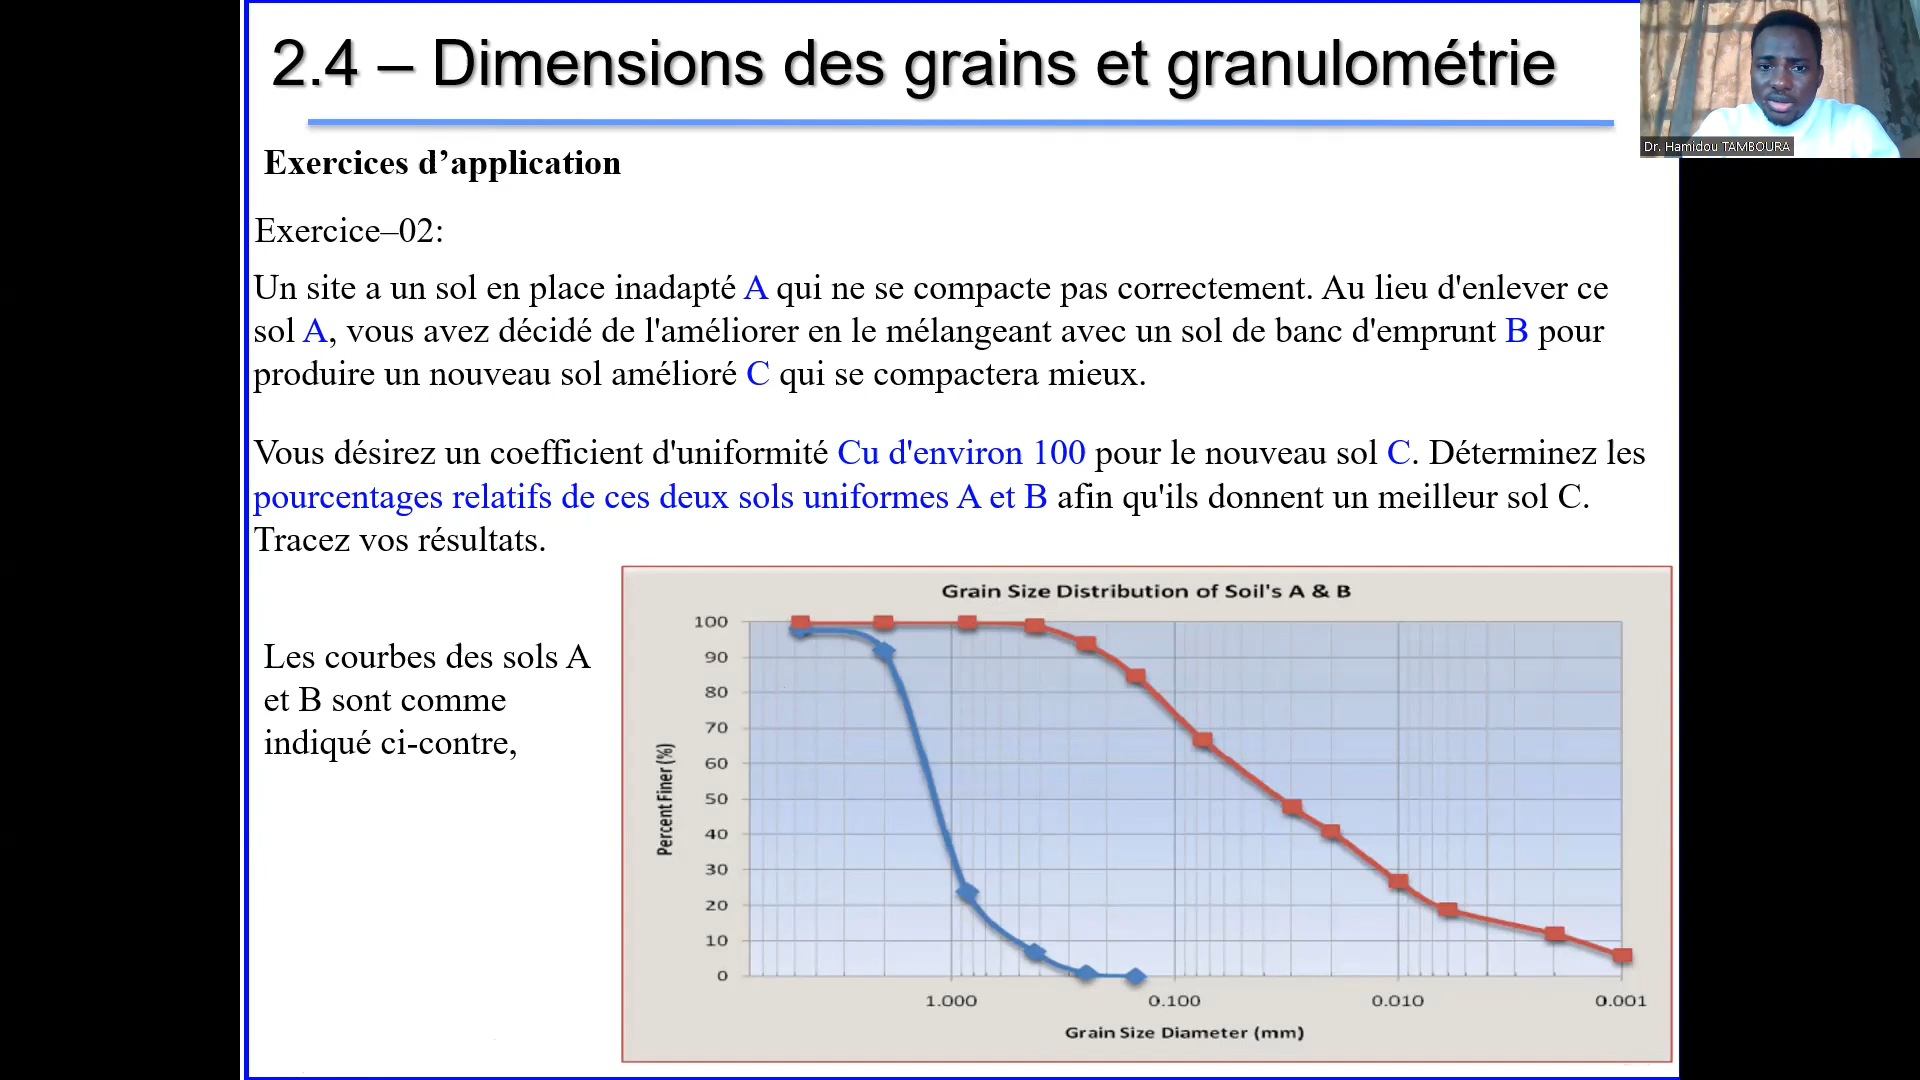 2.4 – Dimensions des grains et granulométrie
Dr. Hamidou TAMBOURA
Exercices d’application
Exercice–02:
Un site a un sol en place inadapté A qui ne se compacte pas correctement. Au lieu d'enlever ce
sol A, vous avez décidé de l'améliorer en le mélangeant avec un sol de banc d'emprunt B pour
produire un nouveau sol amélioré C qui se compactera mieux.
Vous désirez un coefficient d'uniformité Cu d'environ 100 pour le nouveau sol C. Déterminez les
pourcentages relatifs de ces deux sols uniformes A et B afin qu'ils donnent un meilleur sol C.
Tracez vos résultats.
Les courbes des sols A
et B sont comme
indiqué ci-contre,
Grain Size Distribution of Soil's A & B
Percent Finer (%)
100
90
80
70
60
50
40
30
20
10
0
1.000
0.100
0.010
0.001
Grain Size Diameter (mm)